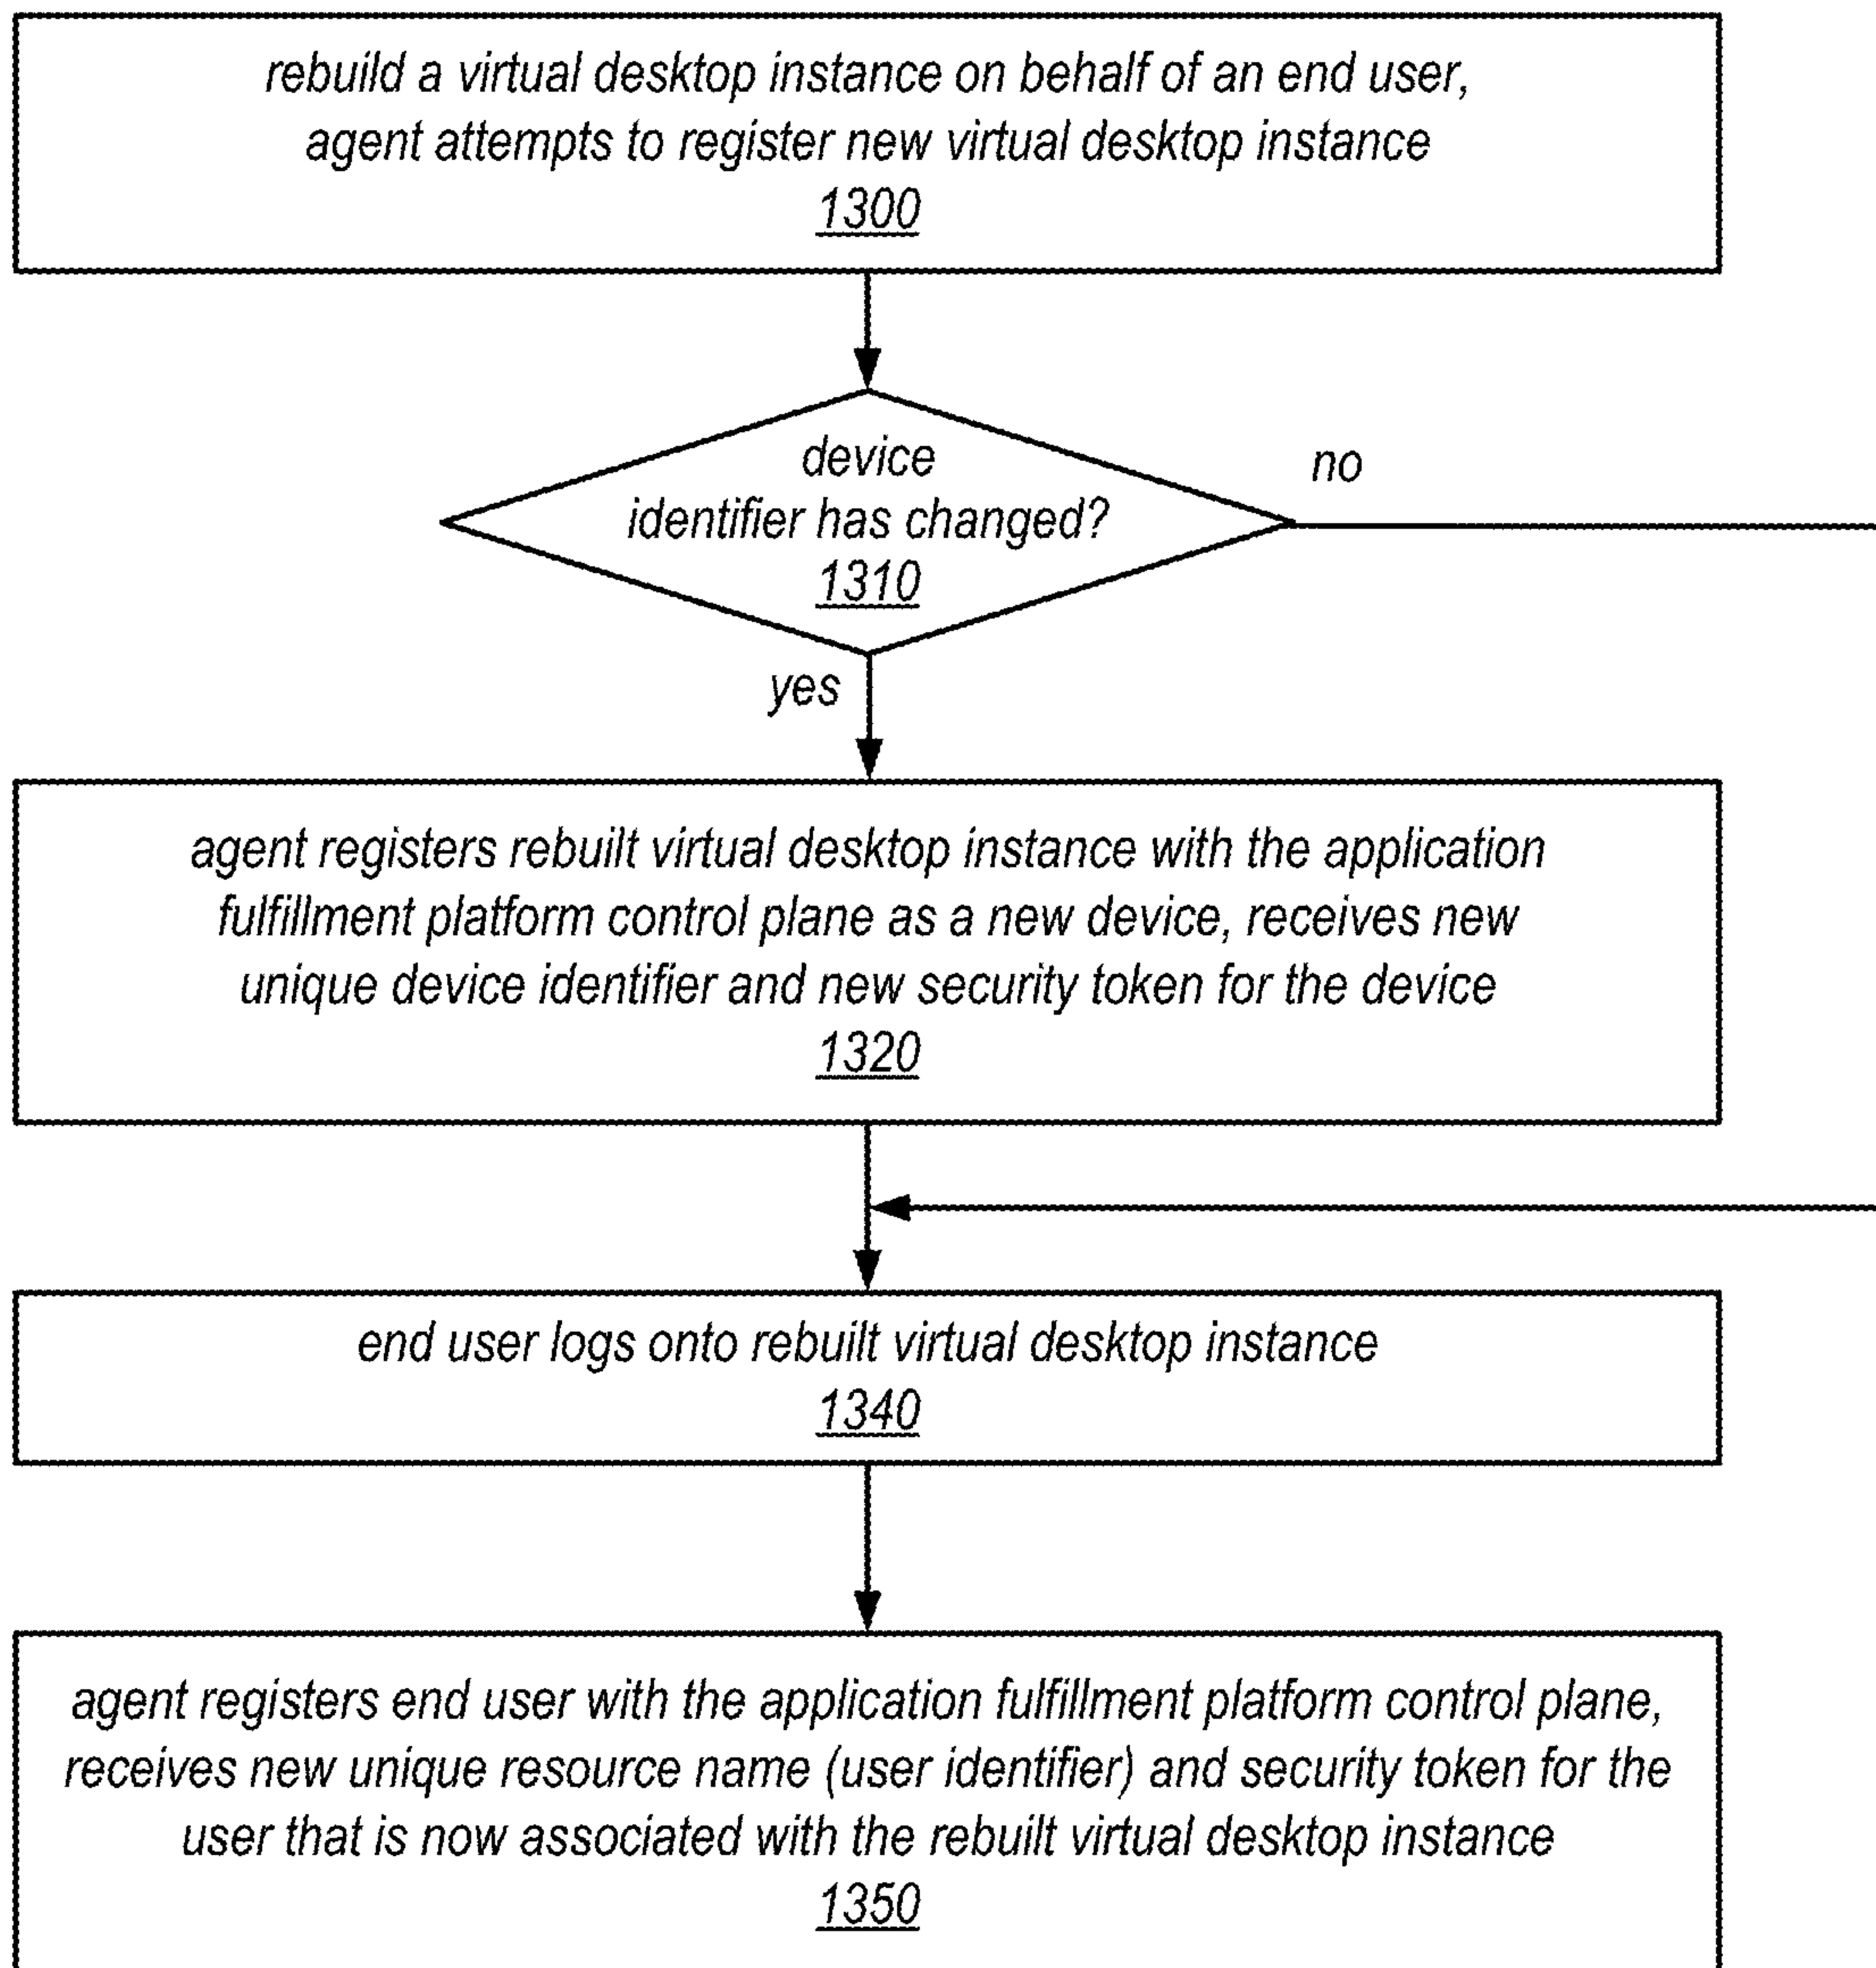 rebuild a virtual desktop instance on behalf of an end user,
agent attempts to register new virtual desktop instance
1300
device
identifier has changed?
1310
no
yes
agent registers rebuilt virtual desktop instance with the application
fulfillment platform control plane as a new device, receives new
unique device identifier and new security token for the device
1320
end user logs onto rebuilt virtual desktop instance
1340
agent registers end user with the application fulfillment platform control plane,
receives new unique resource name (user identifier) and security token for the
user that is now associated with the rebuilt virtual desktop instance
1350